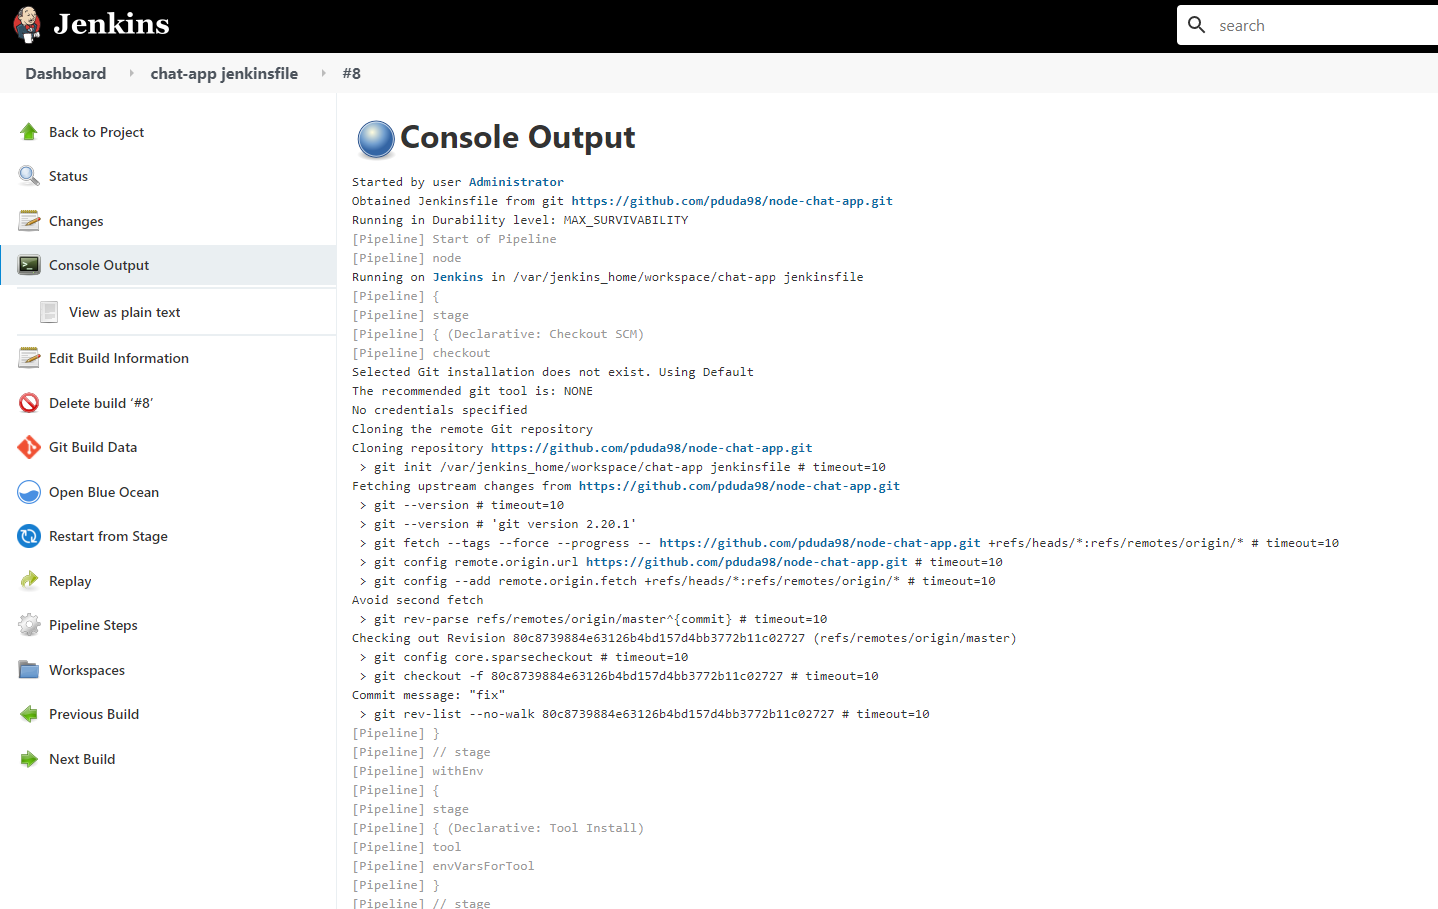 Jenkins
search
Dashboard
chat-app jenkinsfile
#8
Back to Project
Status
Changes
Console Output
View as plain text
Edit Build Information
Delete build ‘#8’
Git Build Data
Open Blue Ocean
Restart from Stage
Replay
Pipeline Steps
Workspaces
Previous Build
Next Build
Console Output
Started by user Administrator
Obtained Jenkinsfile from git https://github.com/pduda98/node-chat-app.git
Running in Durability level: MAX_SURVIVABILITY
[Pipeline] Start of Pipeline
[Pipeline] node
Running on Jenkins in /var/jenkins_home/workspace/chat-app jenkinsfile
[Pipeline] {
[Pipeline] stage
[Pipeline] { (Declarative: Checkout SCM)
[Pipeline] checkout
Selected Git installation does not exist. Using Default
The recommended git tool is: NONE
No credentials specified
Cloning the remote Git repository
Cloning repository https://github.com/pduda98/node-chat-app.git
 > git init /var/jenkins_home/workspace/chat-app jenkinsfile # timeout=10
Fetching upstream changes from https://github.com/pduda98/node-chat-app.git
 > git --version # timeout=10
 > git --version # 'git version 2.20.1'
 > git fetch --tags --force --progress -- https://github.com/pduda98/node-chat-app.git +refs/heads/*:refs/remotes/origin/* # timeout=10
 > git config remote.origin.url https://github.com/pduda98/node-chat-app.git # timeout=10
 > git config --add remote.origin.fetch +refs/heads/*:refs/remotes/origin/* # timeout=10
Avoid second fetch
 > git rev-parse refs/remotes/origin/master^{commit} # timeout=10
Checking out Revision 80c8739884e63126b4bd157d4bb3772b11c02727 (refs/remotes/origin/master)
 > git config core.sparsecheckout # timeout=10
 > git checkout -f 80c8739884e63126b4bd157d4bb3772b11c02727 # timeout=10
Commit message: "fix"
 > git rev-list --no-walk 80c8739884e63126b4bd157d4bb3772b11c02727 # timeout=10
[Pipeline] }
[Pipeline] // stage
[Pipeline] withEnv
[Pipeline] {
[Pipeline] stage
[Pipeline] { (Declarative: Tool Install)
[Pipeline] tool
[Pipeline] envVarsForTool
[Pipeline] }
[Pipeline] // stage